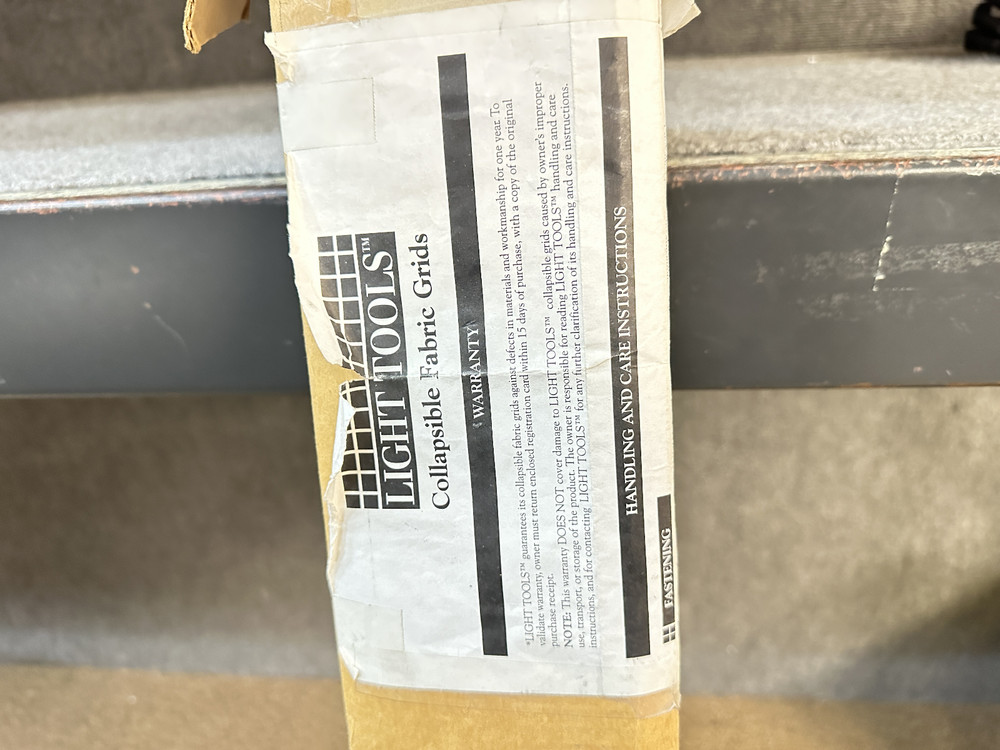 LIGHT TOOLS™
Collapsible Fabric Grids
*WARRANTY
*LIGHT TOOLS™ guarantees its collapsible fabric grids against defects in materials and workmanship for one year. To
validate warranty, owner must return enclosed registration card within 15 days of purchase, with a copy of the original
purchase receipt.
NOTE: This warranty DOES NOT cover damage to LIGHT TOOLS™ collapsible grids caused by owner's improper
use, transport, or storage of the product. The owner is responsible for reading LIGHT TOOLS™ handling and care
instructions, and for contacting LIGHT TOOLS™ for any further clarification of its handling and care instructions.
HANDLING AND CARE INSTRUCTIONS
FASTENING